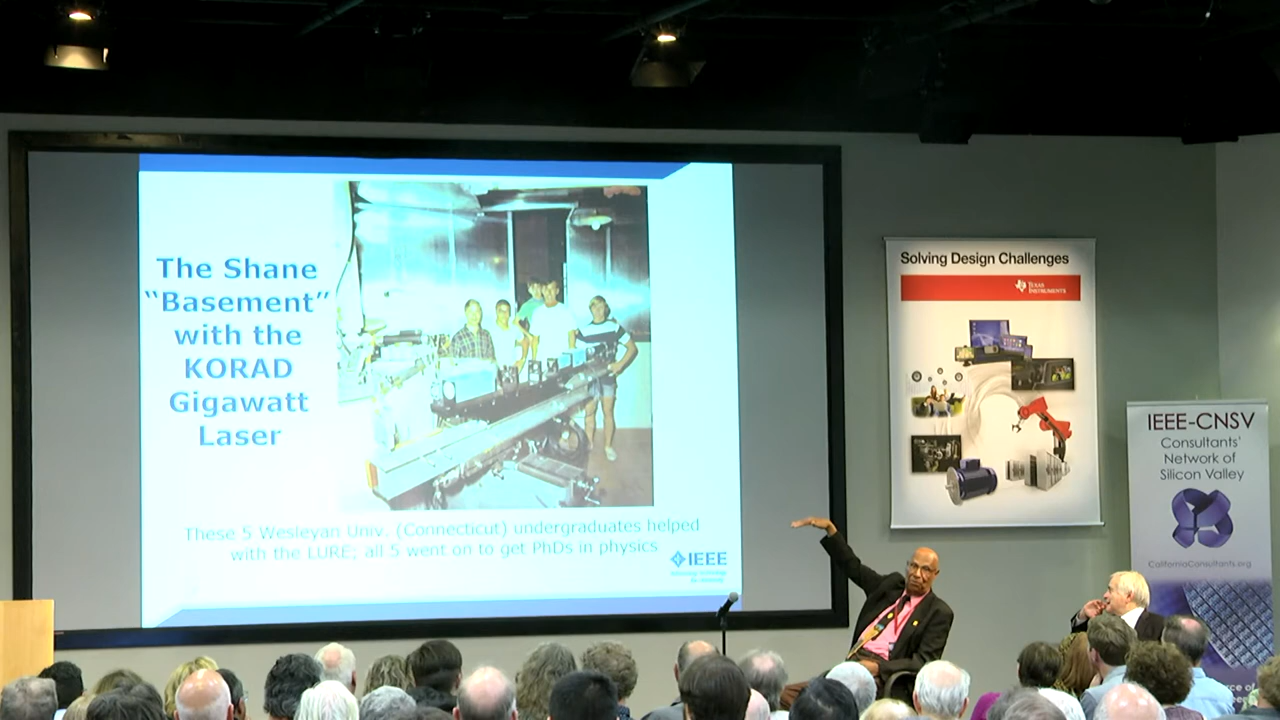 The Shane
“Basement”
with the
KORAD
Gigawatt
Laser
These 5 Wesleyan Univ. (Connecticut) undergraduates helped
with the LURE; all 5 went on to get PhDs in physics
IEEE
Solving Design Challenges
TEXAS
INSTRUMENTS
IEEE-CNSV
Consultants'
Network of
Silicon Valley
CaliforniaConsultants.org